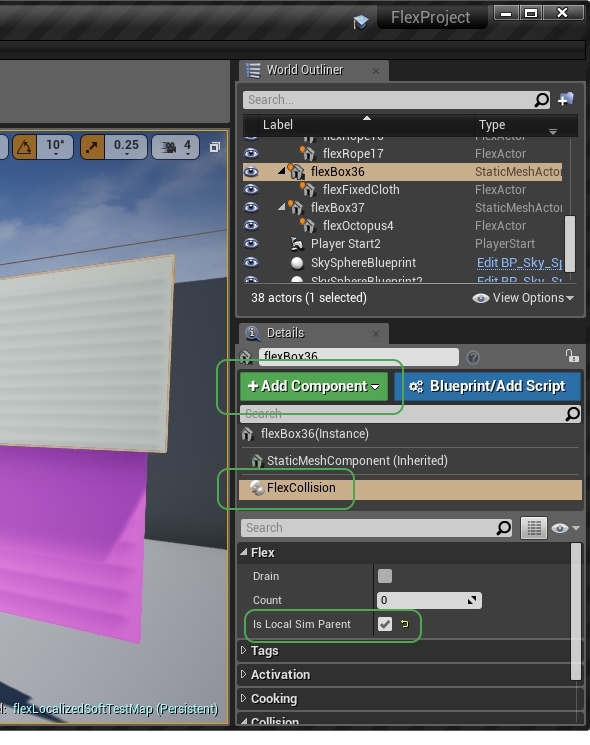 FlexProject
World Outliner
Search...
Label Type
10° 0.25 4
flexRope16 FlexActor
flexRope17 FlexActor
flexBox36 StaticMeshActo
flexFixedCloth FlexActor
flexBox37 StaticMeshActo
flexOctopus4 FlexActor
Player Start2 PlayerStart
SkySphereBlueprint Edit BP_Sky_Sp
SkySphereBlueprint2 Edit BP_Sky_Sp
38 actors (1 selected) View Options
Details
flexBox36
+Add Component Blueprint/Add Script
Search
flexBox36(Instance)
StaticMeshComponent (Inherited)
FlexCollision
Search
Flex
Drain
Count 0
Is Local Sim Parent
Tags
Activation
Cooking
Collision
l: flexLocalizedSoftTestMap (Persistent)